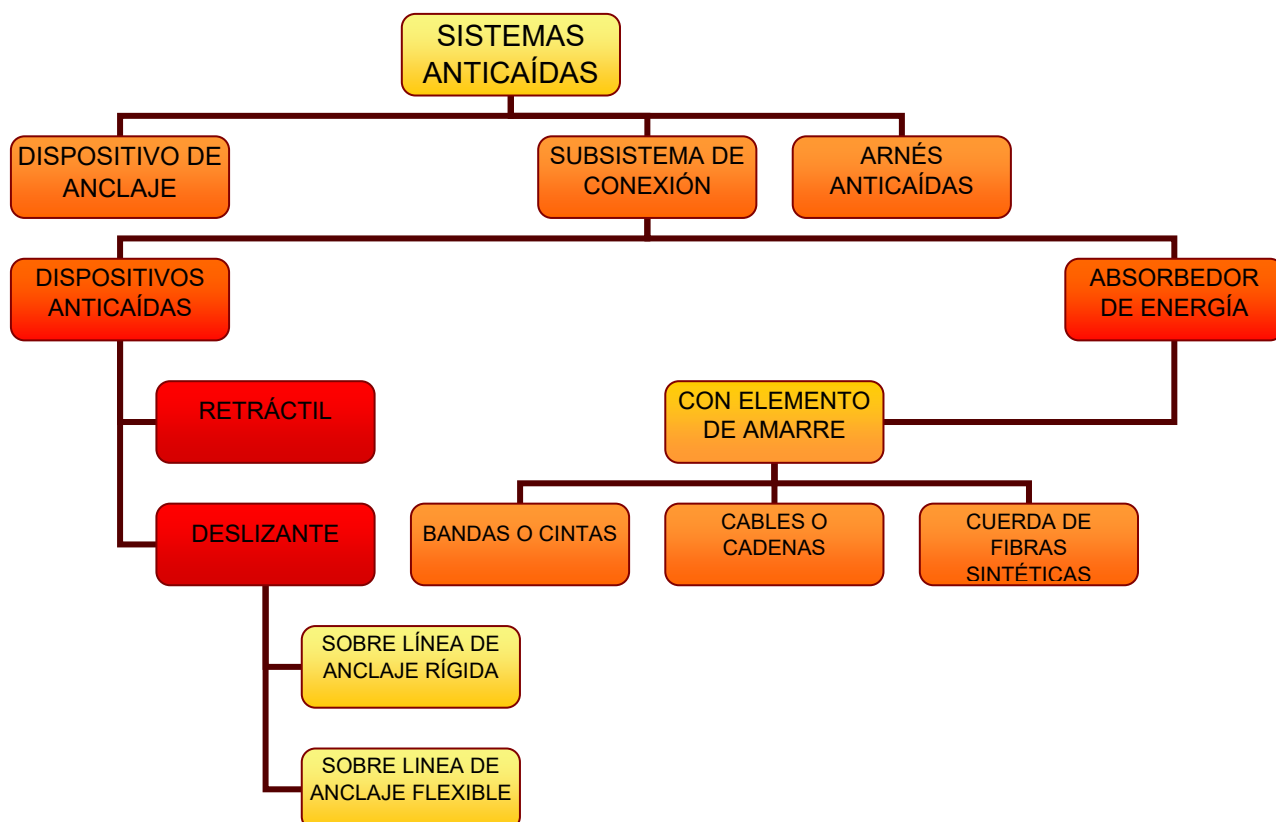 SISTEMAS
ANTICAÍDAS
DISPOSITIVO DE
ANCLAJE
SUBSISTEMA DE
CONEXIÓN
ARNÉS
ANTICAÍDAS
DISPOSITIVOS
ANTICAÍDAS
ABSORBEDOR
DE ENERGÍA
RETRÁCTIL
CON ELEMENTO
DE AMARRE
DESLIZANTE
BANDAS O CINTAS
CABLES O
CADENAS
CUERDA DE
FIBRAS
SINTÉTICAS
SOBRE LÍNEA DE
ANCLAJE RÍGIDA
SOBRE LINEA DE
ANCLAJE FLEXIBLE